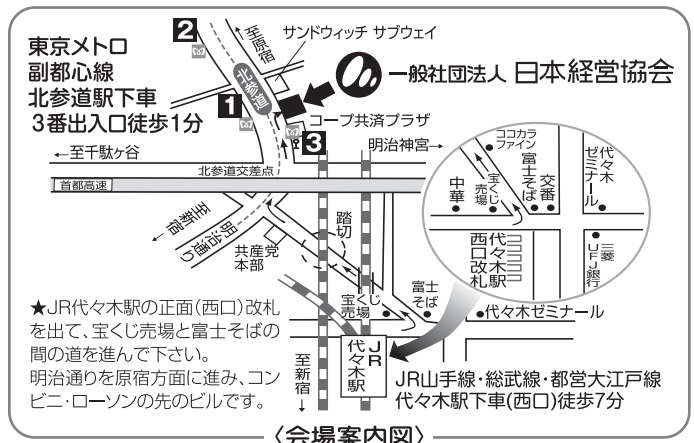 東京メトロ
副都心線
北参道駅下車
3番出入口徒歩1分
2
至原宿
サンドウィッチ サブウェイ
一般社団法人 日本経営協会
北参道
1
3
コープ共済プラザ
←至千駄ヶ谷
明治神宮→
北参道交差点
首都高速
至新宿
明治通り
共産党
本部
踏切
宝くじ
売場
富士
そば
代々木ゼミナール
JR
代々木駅
至新宿
ココカラ
ファイン
中華
宝くじ
売場
富士そば
交番
代々木
ゼミナール
代々木駅
西口改札
三菱
UFJ銀行
★JR代々木駅の正面(西口)改札
を出て、宝くじ売場と富士そばの
間の道を進んで下さい。
明治通りを原宿方面に進み、コン
ビニ・ローソンの先のビルです。
JR山手線・総武線・都営大江戸線
代々木駅下車(西口)徒歩7分
〈会場案内図〉